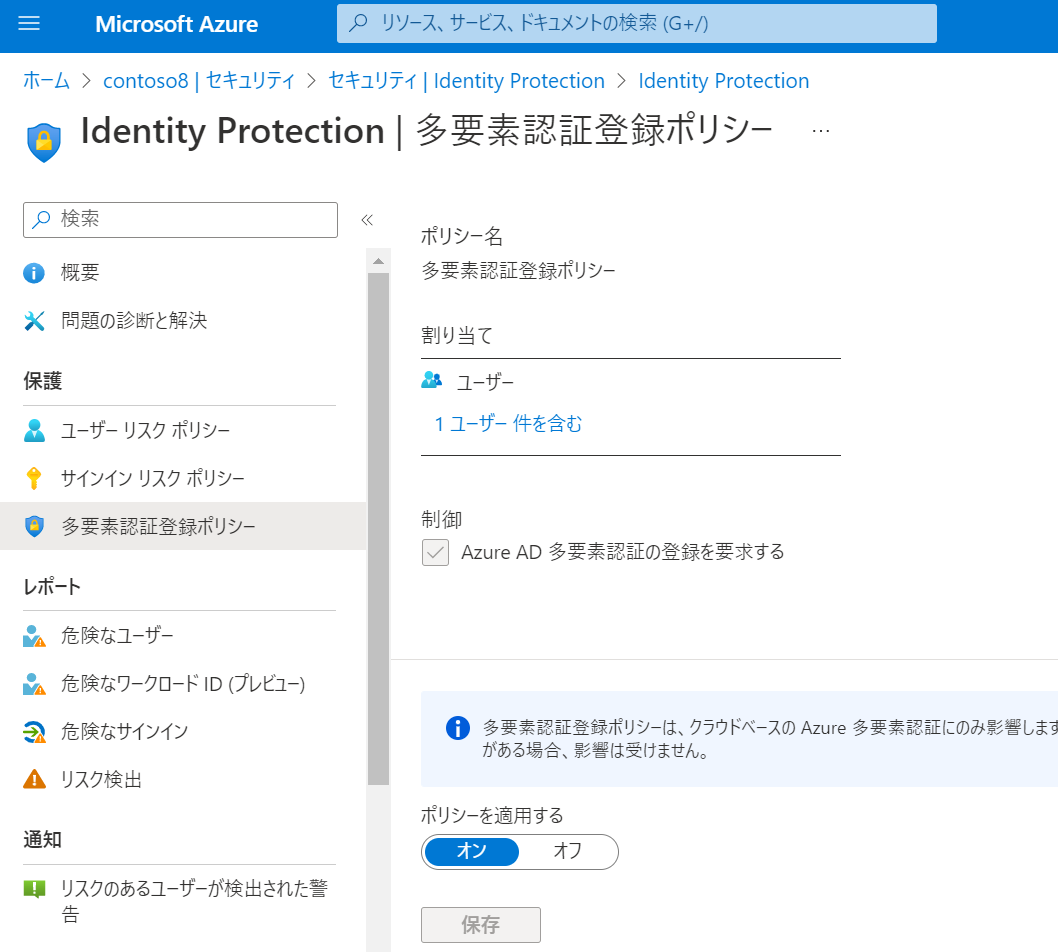 Microsoft Azure
リソース、サービス、ドキュメントの検索 (G+/)
ホーム > contoso8 | セキュリティ > セキュリティ | Identity Protection > Identity Protection
Identity Protection | 多要素認証登録ポリシー ...
検索 «
概要
問題の診断と解決
保護
ユーザー リスク ポリシー
サインイン リスク ポリシー
多要素認証登録ポリシー
レポート
危険なユーザー
危険なワークロード ID (プレビュー)
危険なサインイン
リスク検出
通知
リスクのあるユーザーが検出された警
告
ポリシー名
多要素認証登録ポリシー
割り当て
ユーザー
1 ユーザー 件を含む
制御
Azure AD 多要素認証の登録を要求する
多要素認証登録ポリシーは、クラウドベースの Azure 多要素認証にのみ影響します
がある場合、影響は受けません。
ポリシーを適用する
オン オフ
保存